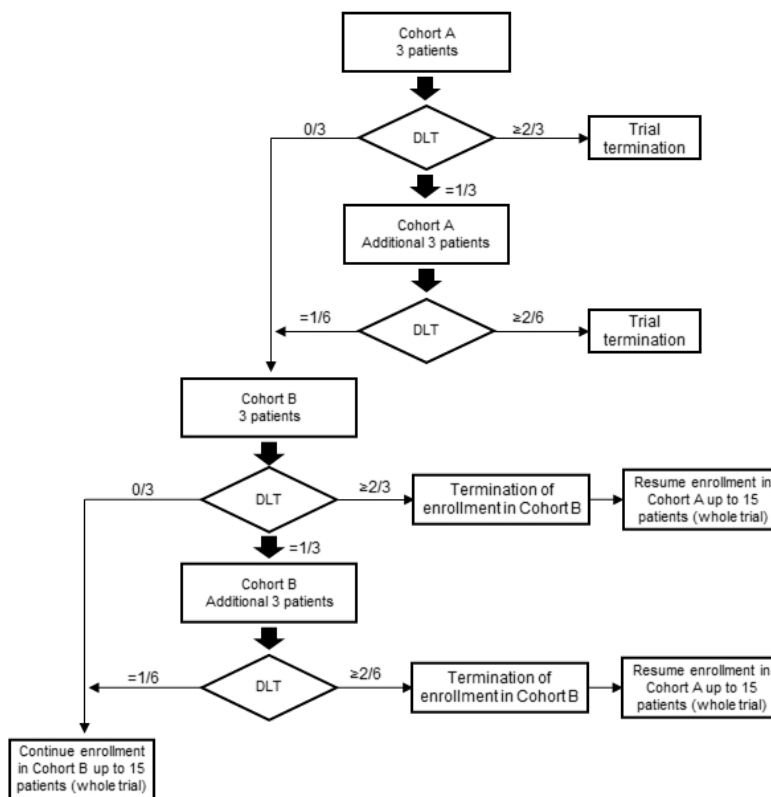 Cohort A
3 patients
0/3
DLT
≥2/3
Trial
termination
=1/3
Cohort A
Additional 3 patients
=1/6
DLT
≥2/6
Trial
termination
Cohort B
3 patients
0/3
DLT
≥2/3
Termination of
enrollment in Cohort B
Resume enrollment in
Cohort A up to 15
patients (whole trial)
=1/3
Cohort B
Additional 3 patients
=1/6
DLT
≥2/6
Termination of
enrollment in Cohort B
Resume enrollment in
Cohort A up to 15
patients (whole trial)
Continue enrollment
in Cohort B up to 15
patients (whole trial)